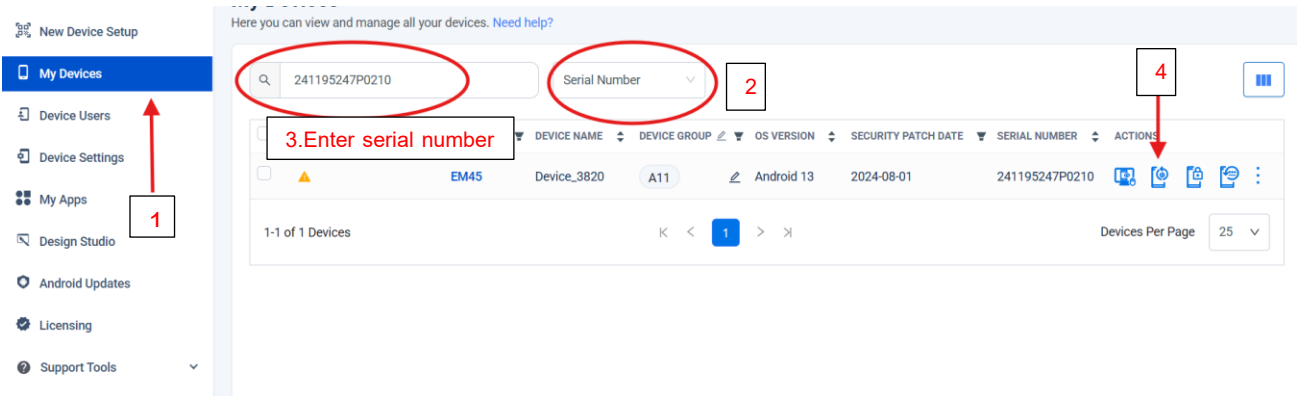 New Device Setup
My Devices
Device Users
Device Settings
My Apps
Design Studio
Android Updates
Licensing
Support Tools
1
Here you can view and manage all your devices. Need help?
241195247P0210
Serial Number
2
4
3.Enter serial number
DEVICE NAME DEVICE GROUP OS VERSION SECURITY PATCH DATE SERIAL NUMBER ACTIONS
EM45 Device_3820 A11 Android 13 2024-08-01 241195247P0210
1-1 of 1 Devices 1 Devices Per Page 25